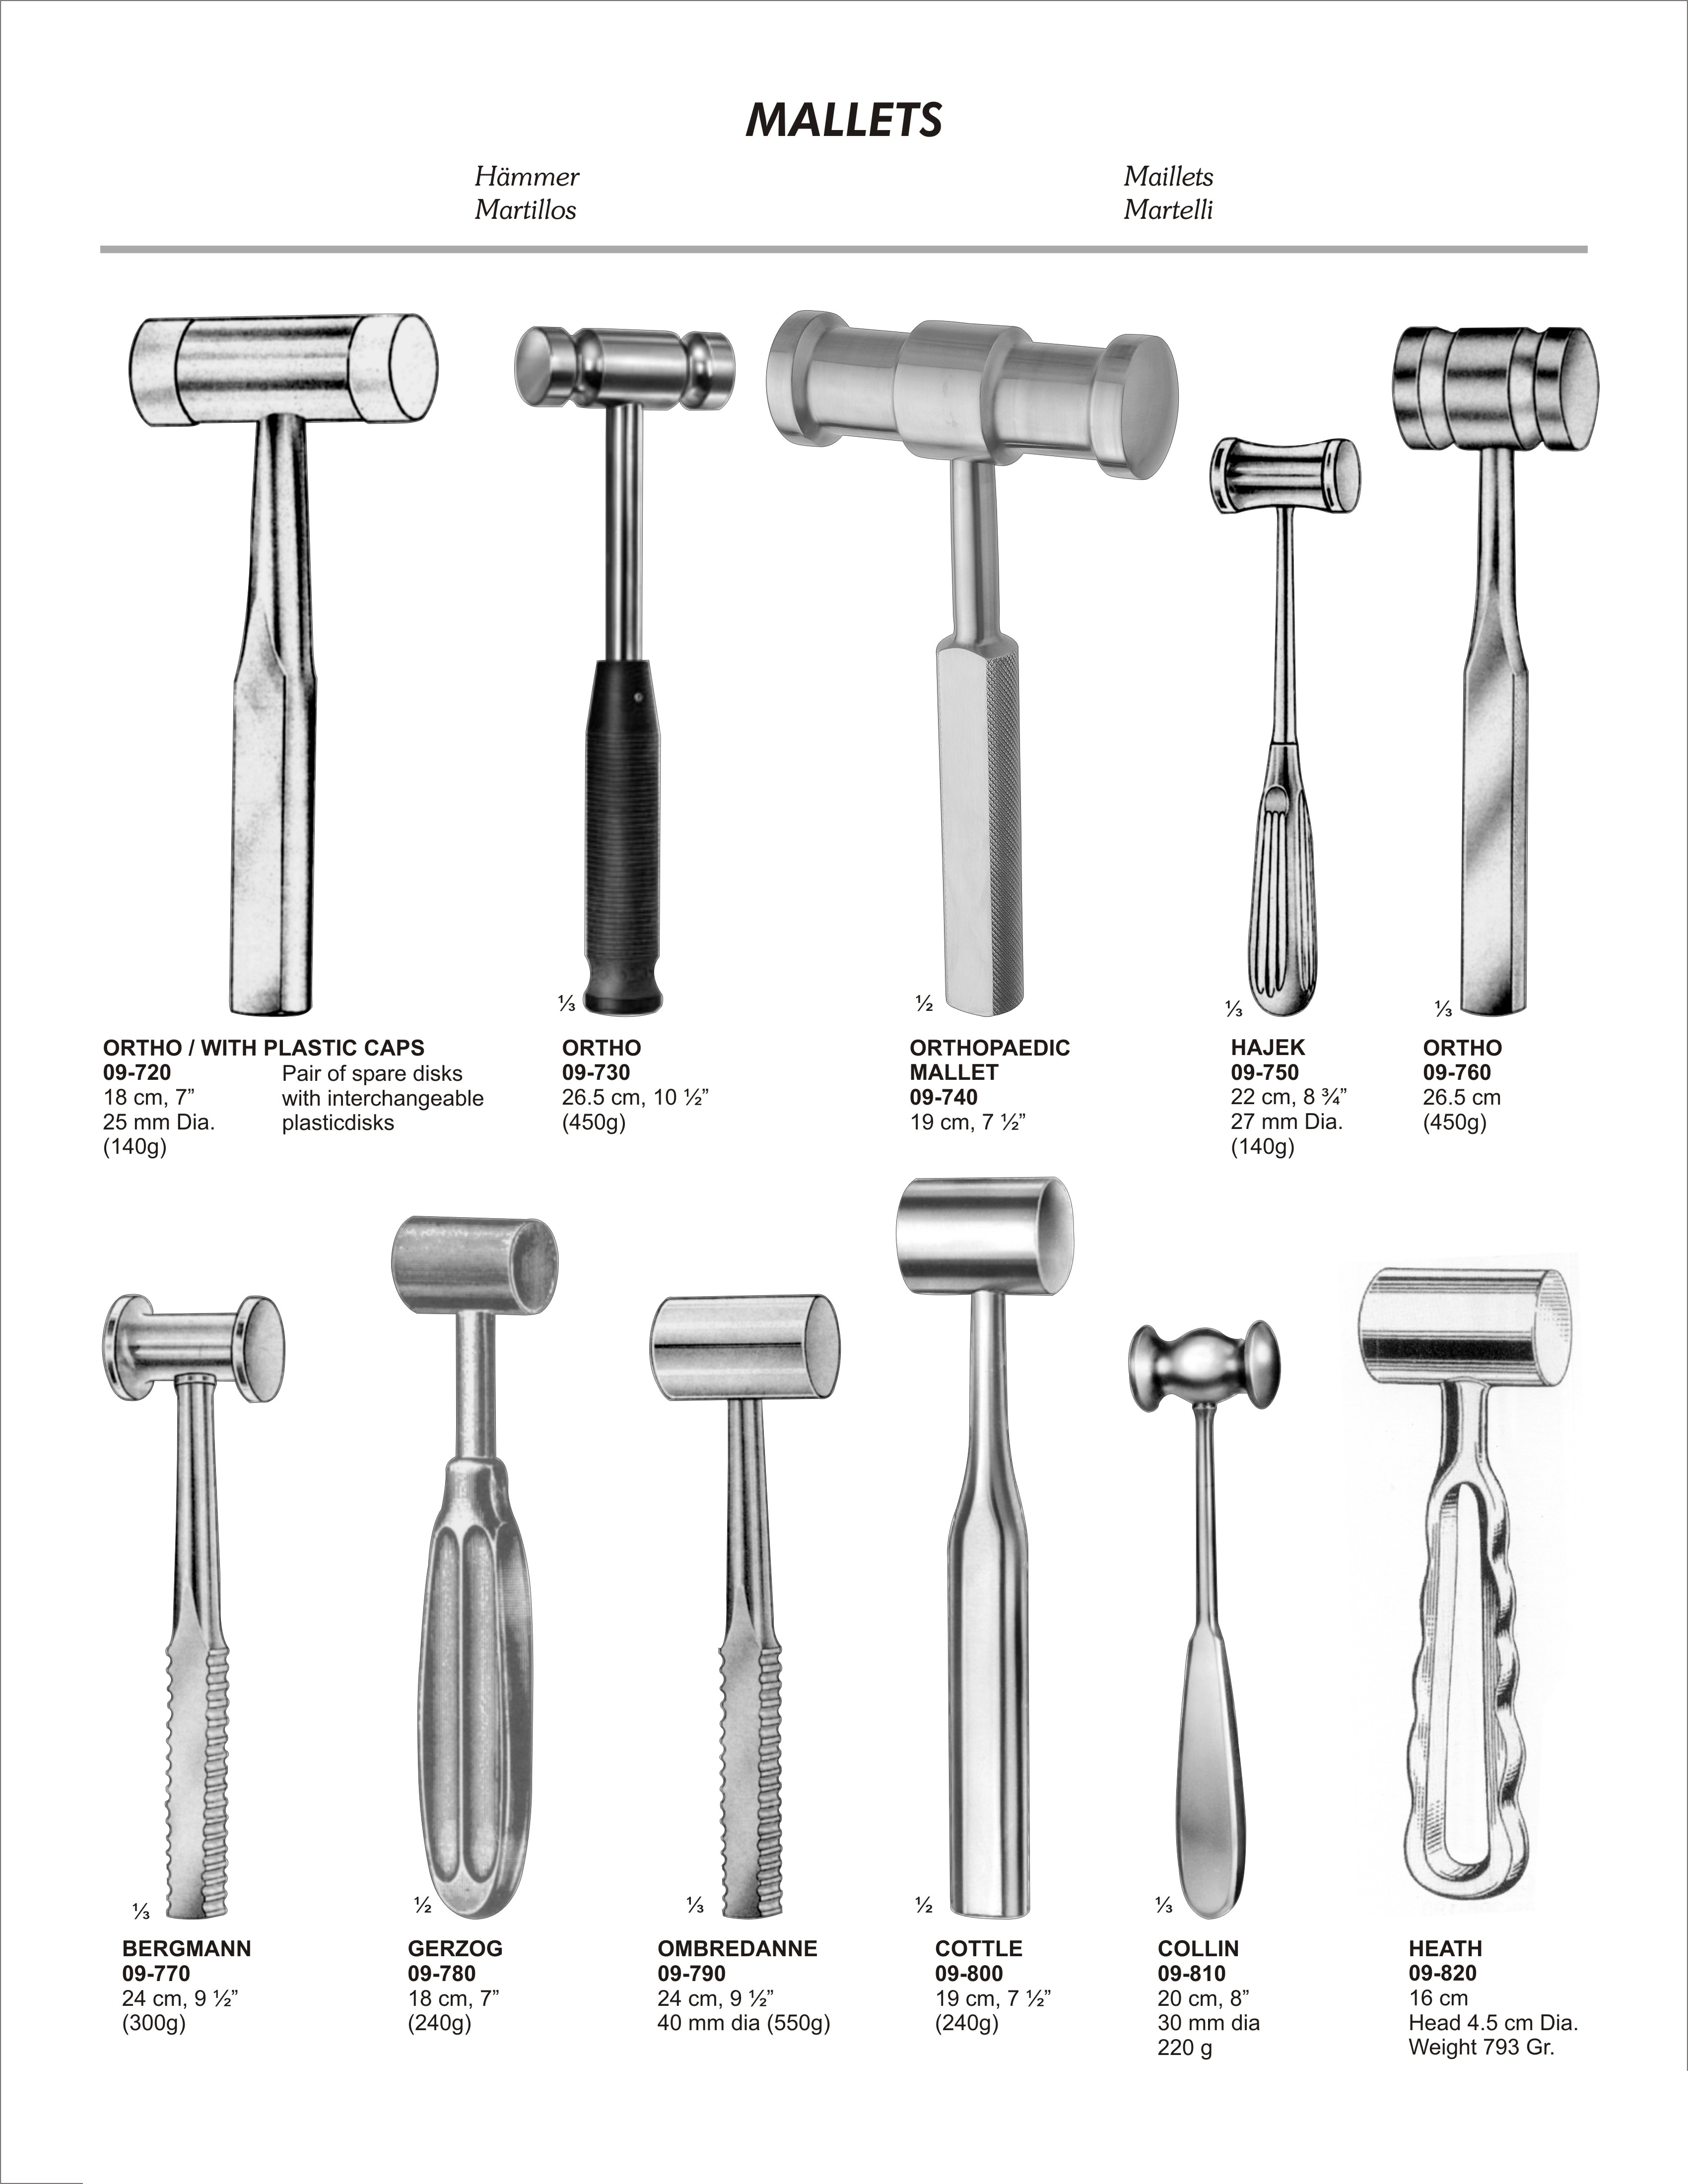 MALLETS
Hämmer
Martillos
Maillets
Martelli
⅓
½
⅓
⅓
ORTHO / WITH PLASTIC CAPS
09-720
18 cm, 7”
25 mm Dia.
(140g)
Pair of spare disks
with interchangeable
plasticdisks
ORTHO
09-730
26.5 cm, 10 ½”
(450g)
ORTHOPAEDIC
MALLET
09-740
19 cm, 7 ½”
HAJEK
09-750
22 cm, 8 ¾”
27 mm Dia.
(140g)
ORTHO
09-760
26.5 cm
(450g)
⅓
½
⅓
½
⅓
BERGMANN
09-770
24 cm, 9 ½”
(300g)
GERZOG
09-780
18 cm, 7”
(240g)
OMBREDANNE
09-790
24 cm, 9 ½”
40 mm dia (550g)
COTTLE
09-800
19 cm, 7 ½”
(240g)
COLLIN
09-810
20 cm, 8”
30 mm dia
220 g
HEATH
09-820
16 cm
Head 4.5 cm Dia.
Weight 793 Gr.